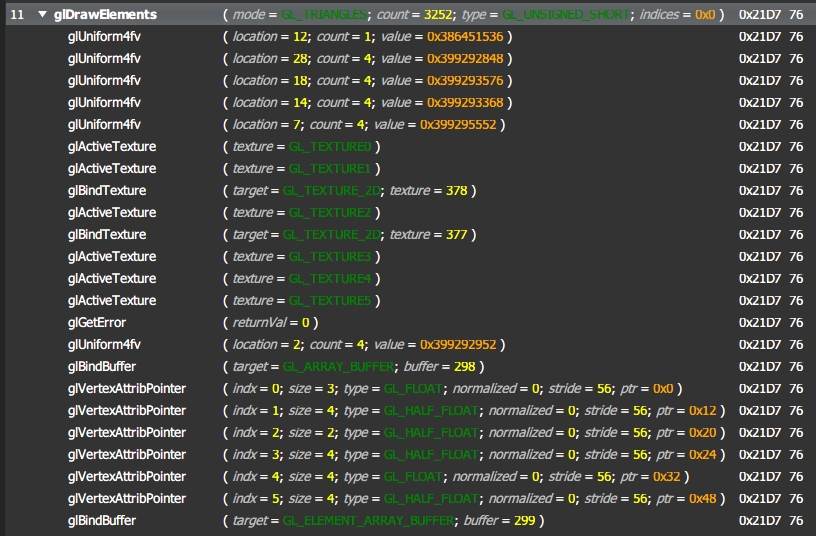 11 ▼ glDrawElements ( mode = GL_TRIANGLES; count = 3252; type = GL_UNSIGNED_SHORT; indices = 0x0 ) 0x21D7 76
glUniform4fv ( location = 12; count = 1; value = 0x386451536 ) 0x21D7 76
glUniform4fv ( location = 28; count = 4; value = 0x399292848 ) 0x21D7 76
glUniform4fv ( location = 18; count = 4; value = 0x399293576 ) 0x21D7 76
glUniform4fv ( location = 14; count = 4; value = 0x399293368 ) 0x21D7 76
glUniform4fv ( location = 7; count = 4; value = 0x399295552 ) 0x21D7 76
glActiveTexture ( texture = GL_TEXTURE0 ) 0x21D7 76
glActiveTexture ( texture = GL_TEXTURE1 ) 0x21D7 76
glBindTexture ( target = GL_TEXTURE_2D; texture = 378 ) 0x21D7 76
glActiveTexture ( texture = GL_TEXTURE2 ) 0x21D7 76
glBindTexture ( target = GL_TEXTURE_2D; texture = 377 ) 0x21D7 76
glActiveTexture ( texture = GL_TEXTURE3 ) 0x21D7 76
glActiveTexture ( texture = GL_TEXTURE4 ) 0x21D7 76
glActiveTexture ( texture = GL_TEXTURE5 ) 0x21D7 76
glGetError ( returnVal = 0 ) 0x21D7 76
glUniform4fv ( location = 2; count = 4; value = 0x399292952 ) 0x21D7 76
glBindBuffer ( target = GL_ARRAY_BUFFER; buffer = 298 ) 0x21D7 76
glVertexAttribPointer ( indx = 0; size = 3; type = GL_FLOAT; normalized = 0; stride = 56; ptr = 0x0 ) 0x21D7 76
glVertexAttribPointer ( indx = 1; size = 4; type = GL_HALF_FLOAT; normalized = 0; stride = 56; ptr = 0x12 ) 0x21D7 76
glVertexAttribPointer ( indx = 2; size = 2; type = GL_HALF_FLOAT; normalized = 0; stride = 56; ptr = 0x20 ) 0x21D7 76
glVertexAttribPointer ( indx = 3; size = 4; type = GL_HALF_FLOAT; normalized = 0; stride = 56; ptr = 0x24 ) 0x21D7 76
glVertexAttribPointer ( indx = 4; size = 4; type = GL_FLOAT; normalized = 0; stride = 56; ptr = 0x32 ) 0x21D7 76
glVertexAttribPointer ( indx = 5; size = 4; type = GL_HALF_FLOAT; normalized = 0; stride = 56; ptr = 0x48 ) 0x21D7 76
glBindBuffer ( target = GL_ELEMENT_ARRAY_BUFFER; buffer = 299 ) 0x21D7 76